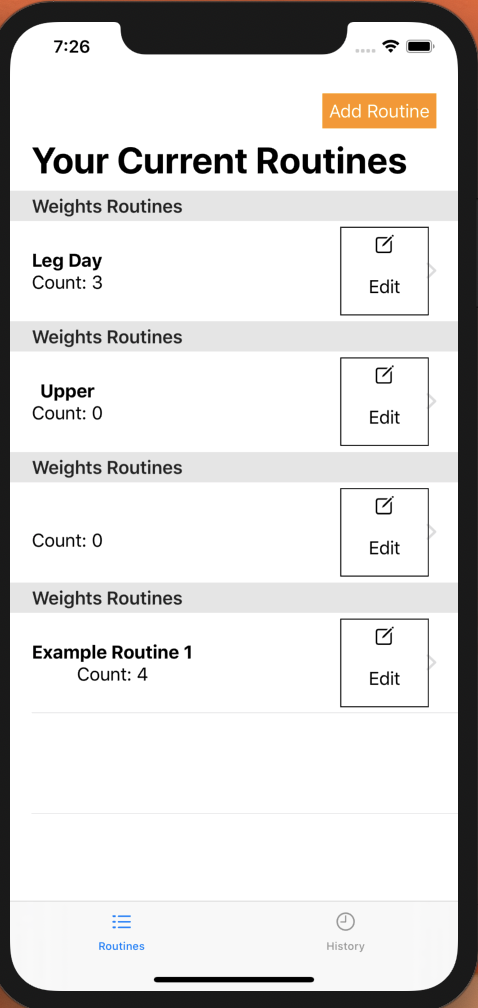 7:26
Add Routine
Your Current Routines
Weights Routines
Leg Day
Count: 3
Edit
Weights Routines
Upper
Count: 0
Edit
Weights Routines
Count: 0
Edit
Weights Routines
Example Routine 1
Count: 4
Edit
Routines
History